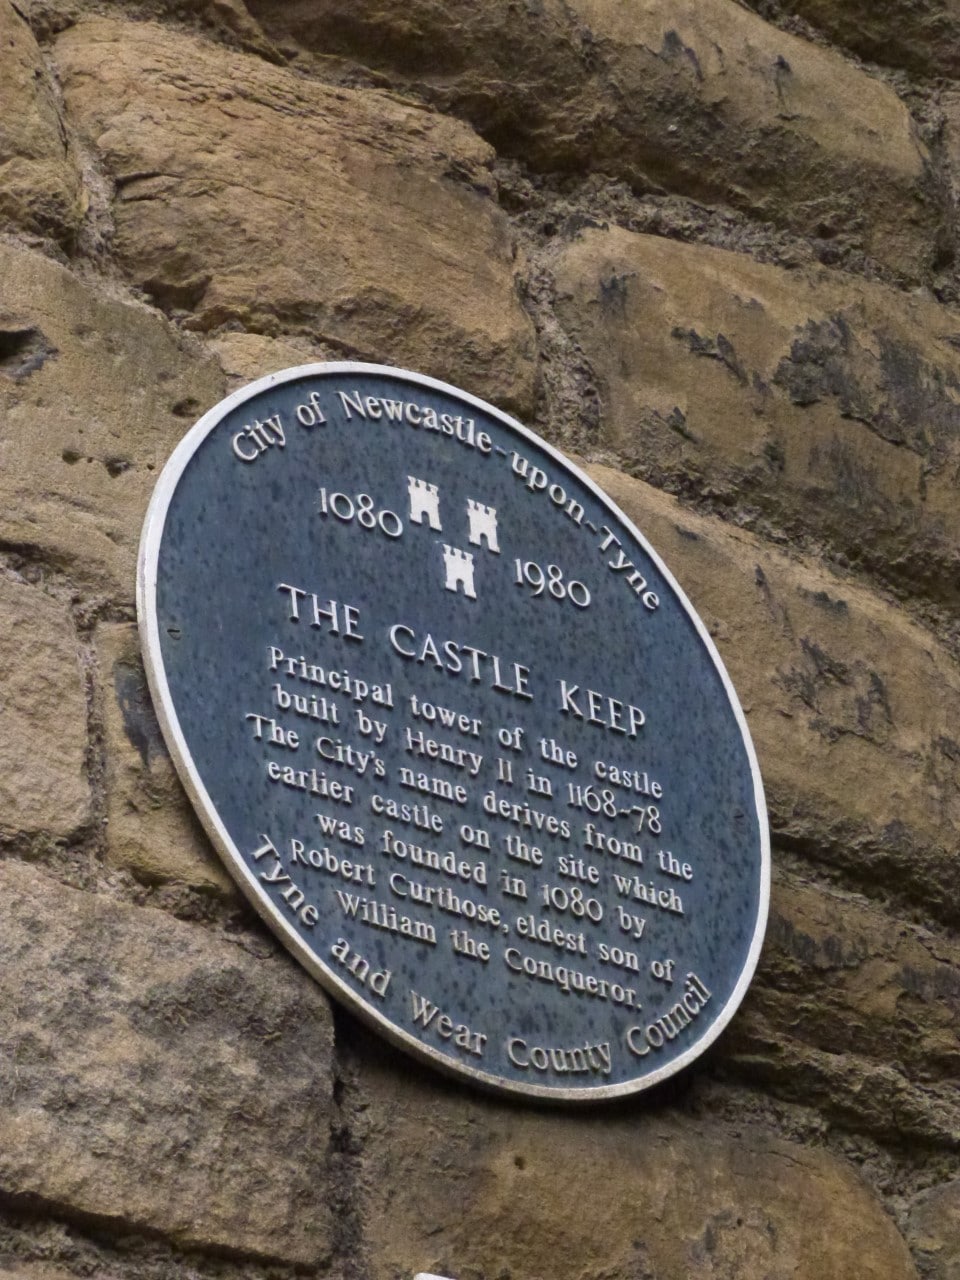 City of Newcastle-upon-Tyne
1080
1980
THE CASTLE KEEP
Principal tower of the castle
built by Henry II in 1168-78
The City's name derives from the
earlier castle on the site which
was founded in 1080 by
Robert Curthose, eldest son of
William the Conqueror.
Tyne and Wear County Council